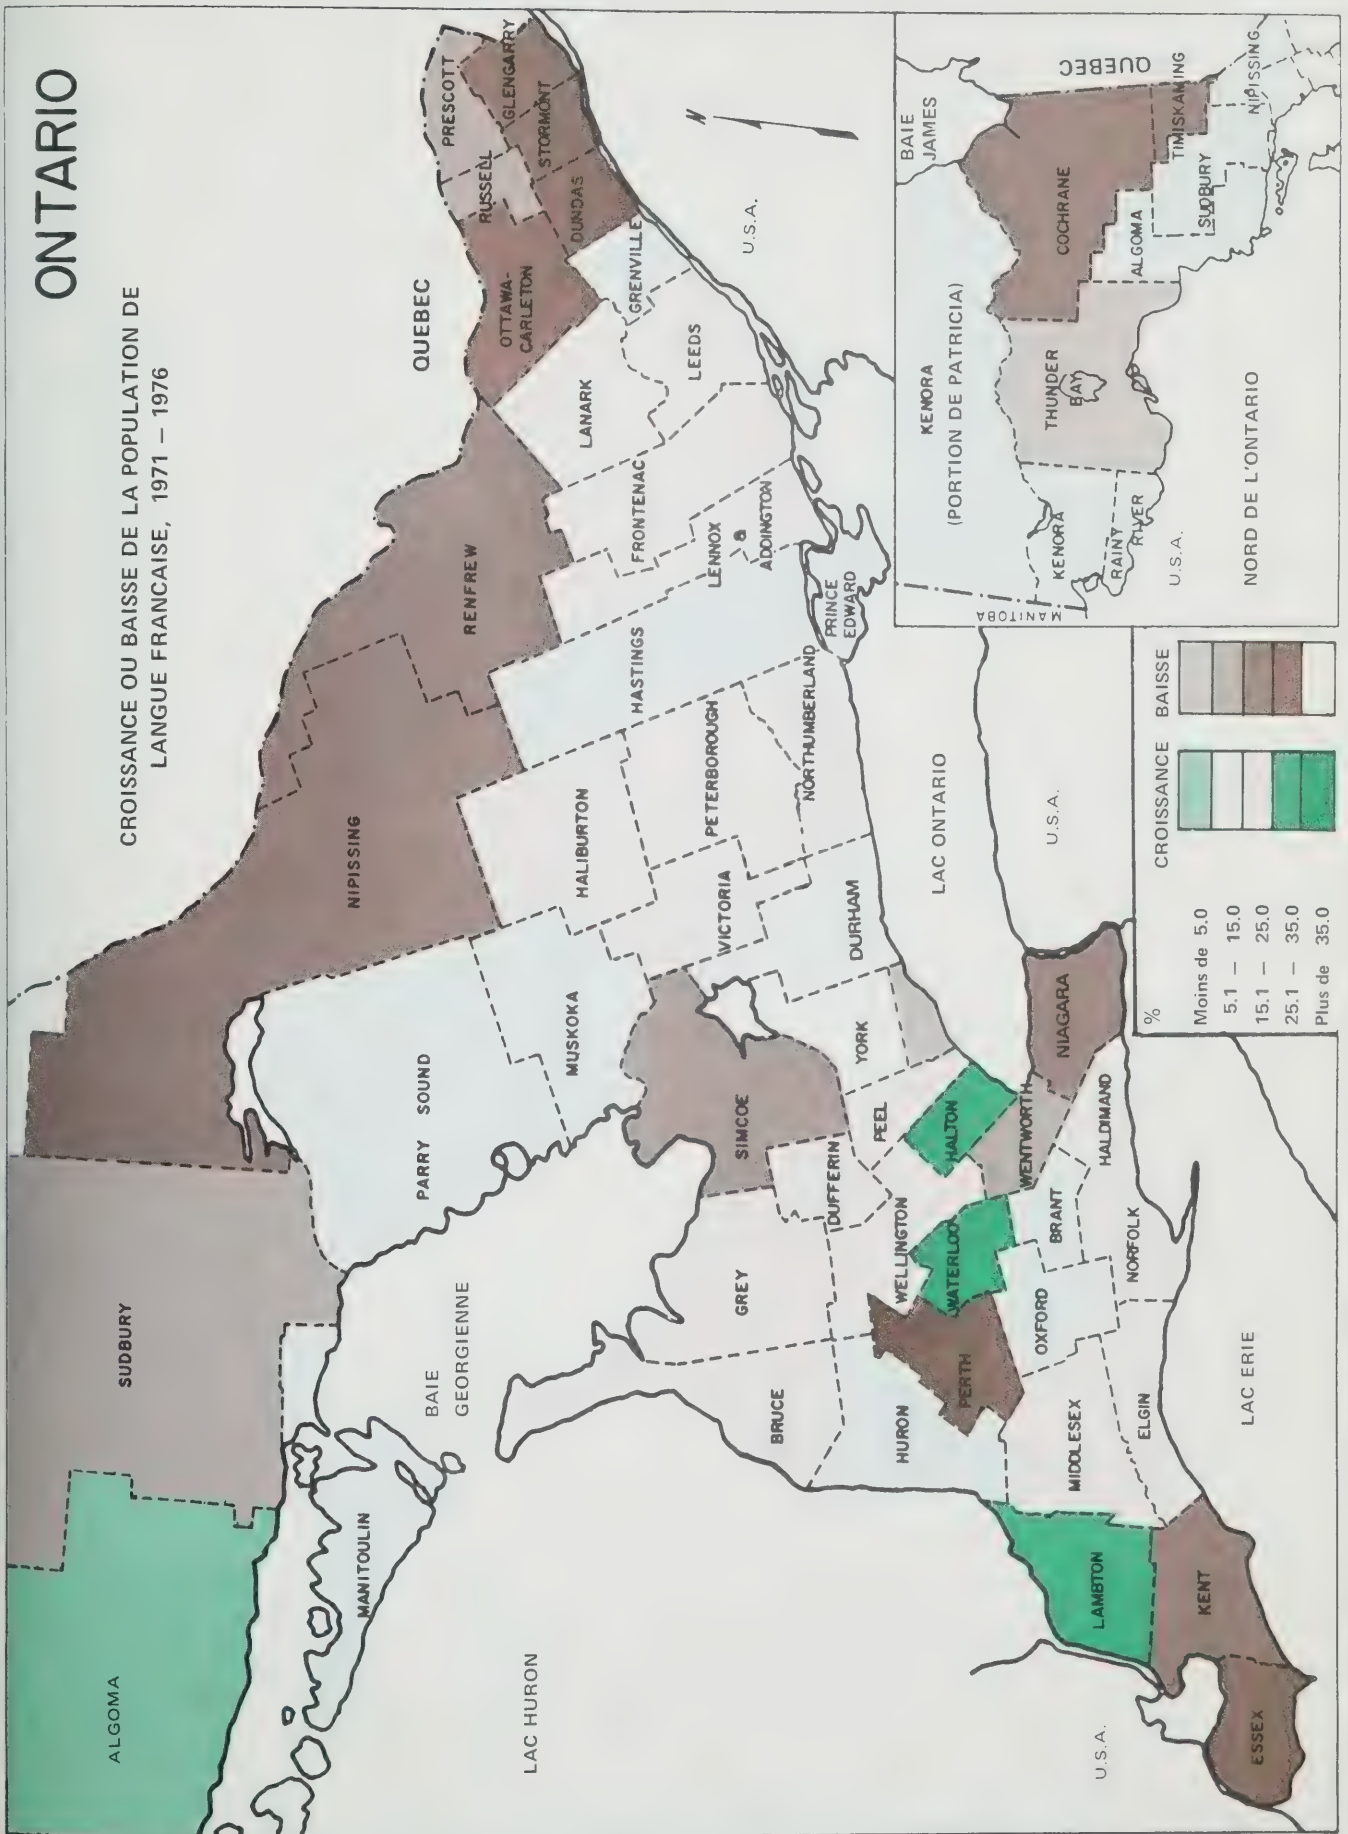 ONTARIO
CROISSANCE OU BAISSE DE LA POPULATION DE
LANGUE FRANCAISE, 1971 – 1976
ALGOMA
SUDBURY
NIPISSING
RENFREW
QUEBEC
OTTAWA-
CARLETON
RUSSELL
PRESCOTT
GLENGARRY
STORMONT
DUNDAS
GRENVILLE
LEEDS
LANARK
FRONTENAC
LENNOX
&
ADDINGTON
HASTINGS
PRINCE
EDWARD
NORTHUMBERLAND
PETERBOROUGH
HALIBURTON
VICTORIA
DURHAM
MUSKOKA
PARRY SOUND
MANITOULIN
BAIE
GEORGIENNE
LAC HURON
SIMCOE
YORK
PEEL
DUFFERIN
GREY
BRUCE
HURON
WELLINGTON
HALTON
WATERLOO
WENTWORTH
NIAGARA
HALDIMAND
BRANT
NORFOLK
OXFORD
PERTH
MIDDLESEX
ELGIN
LAMBTON
KENT
ESSEX
LAC ERIE
LAC ONTARIO
U.S.A.
U.S.A.
U.S.A.
N
BAIE
JAMES
QUEBEC
KENORA
(PORTION DE PATRICIA)
COCHRANE
TIMISKAMING
NIPISSING
SUDBURY
ALGOMA
THUNDER
BAY
KENORA
RAINY
RIVER
MANITOBA
U.S.A.
NORD DE L'ONTARIO
% CROISSANCE BAISSE
Moins de 5.0
5.1 – 15.0
15.1 – 25.0
25.1 – 35.0
Plus de 35.0